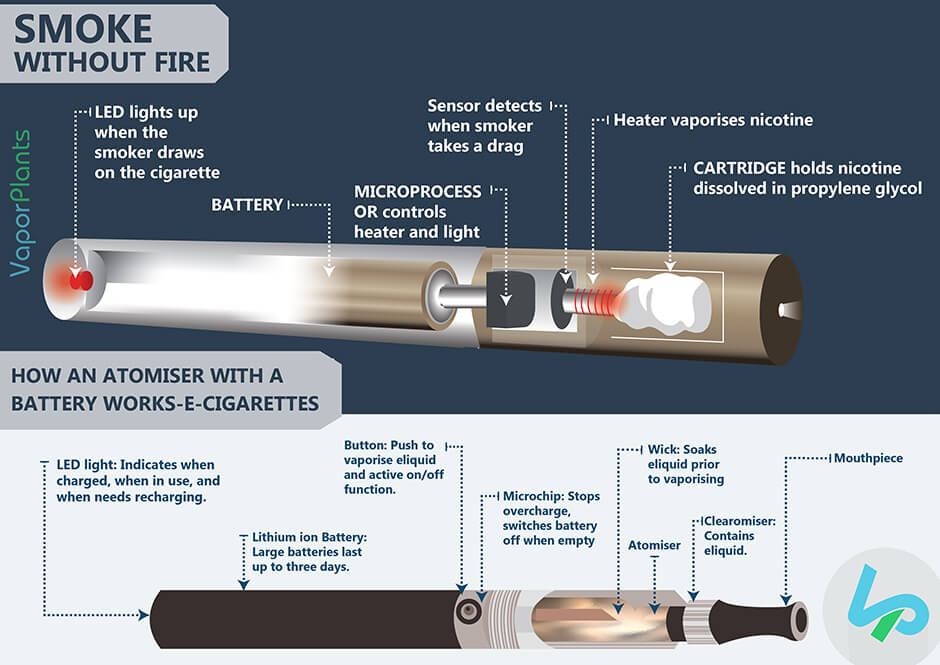 SMOKE
WITHOUT FIRE
VaporPlants
LED lights up
when the
smoker draws
on the cigarette
BATTERY
MICROPROCESS
OR controls
heater and light
Sensor detects
when smoker
takes a drag
Heater vaporises nicotine
CARTRIDGE holds nicotine
dissolved in propylene glycol
HOW AN ATOMISER WITH A
BATTERY WORKS-E-CIGARETTES
LED light: Indicates when
charged, when in use, and
when needs recharging.
Lithium ion Battery:
Large batteries last
up to three days.
Button: Push to
vaporise eliquid
and active on/off
function.
Microchip: Stops
overcharge,
switches battery
off when empty
Wick: Soaks
eliquid prior
to vaporising
Atomiser
Clearomiser:
Contains
eliquid.
Mouthpiece